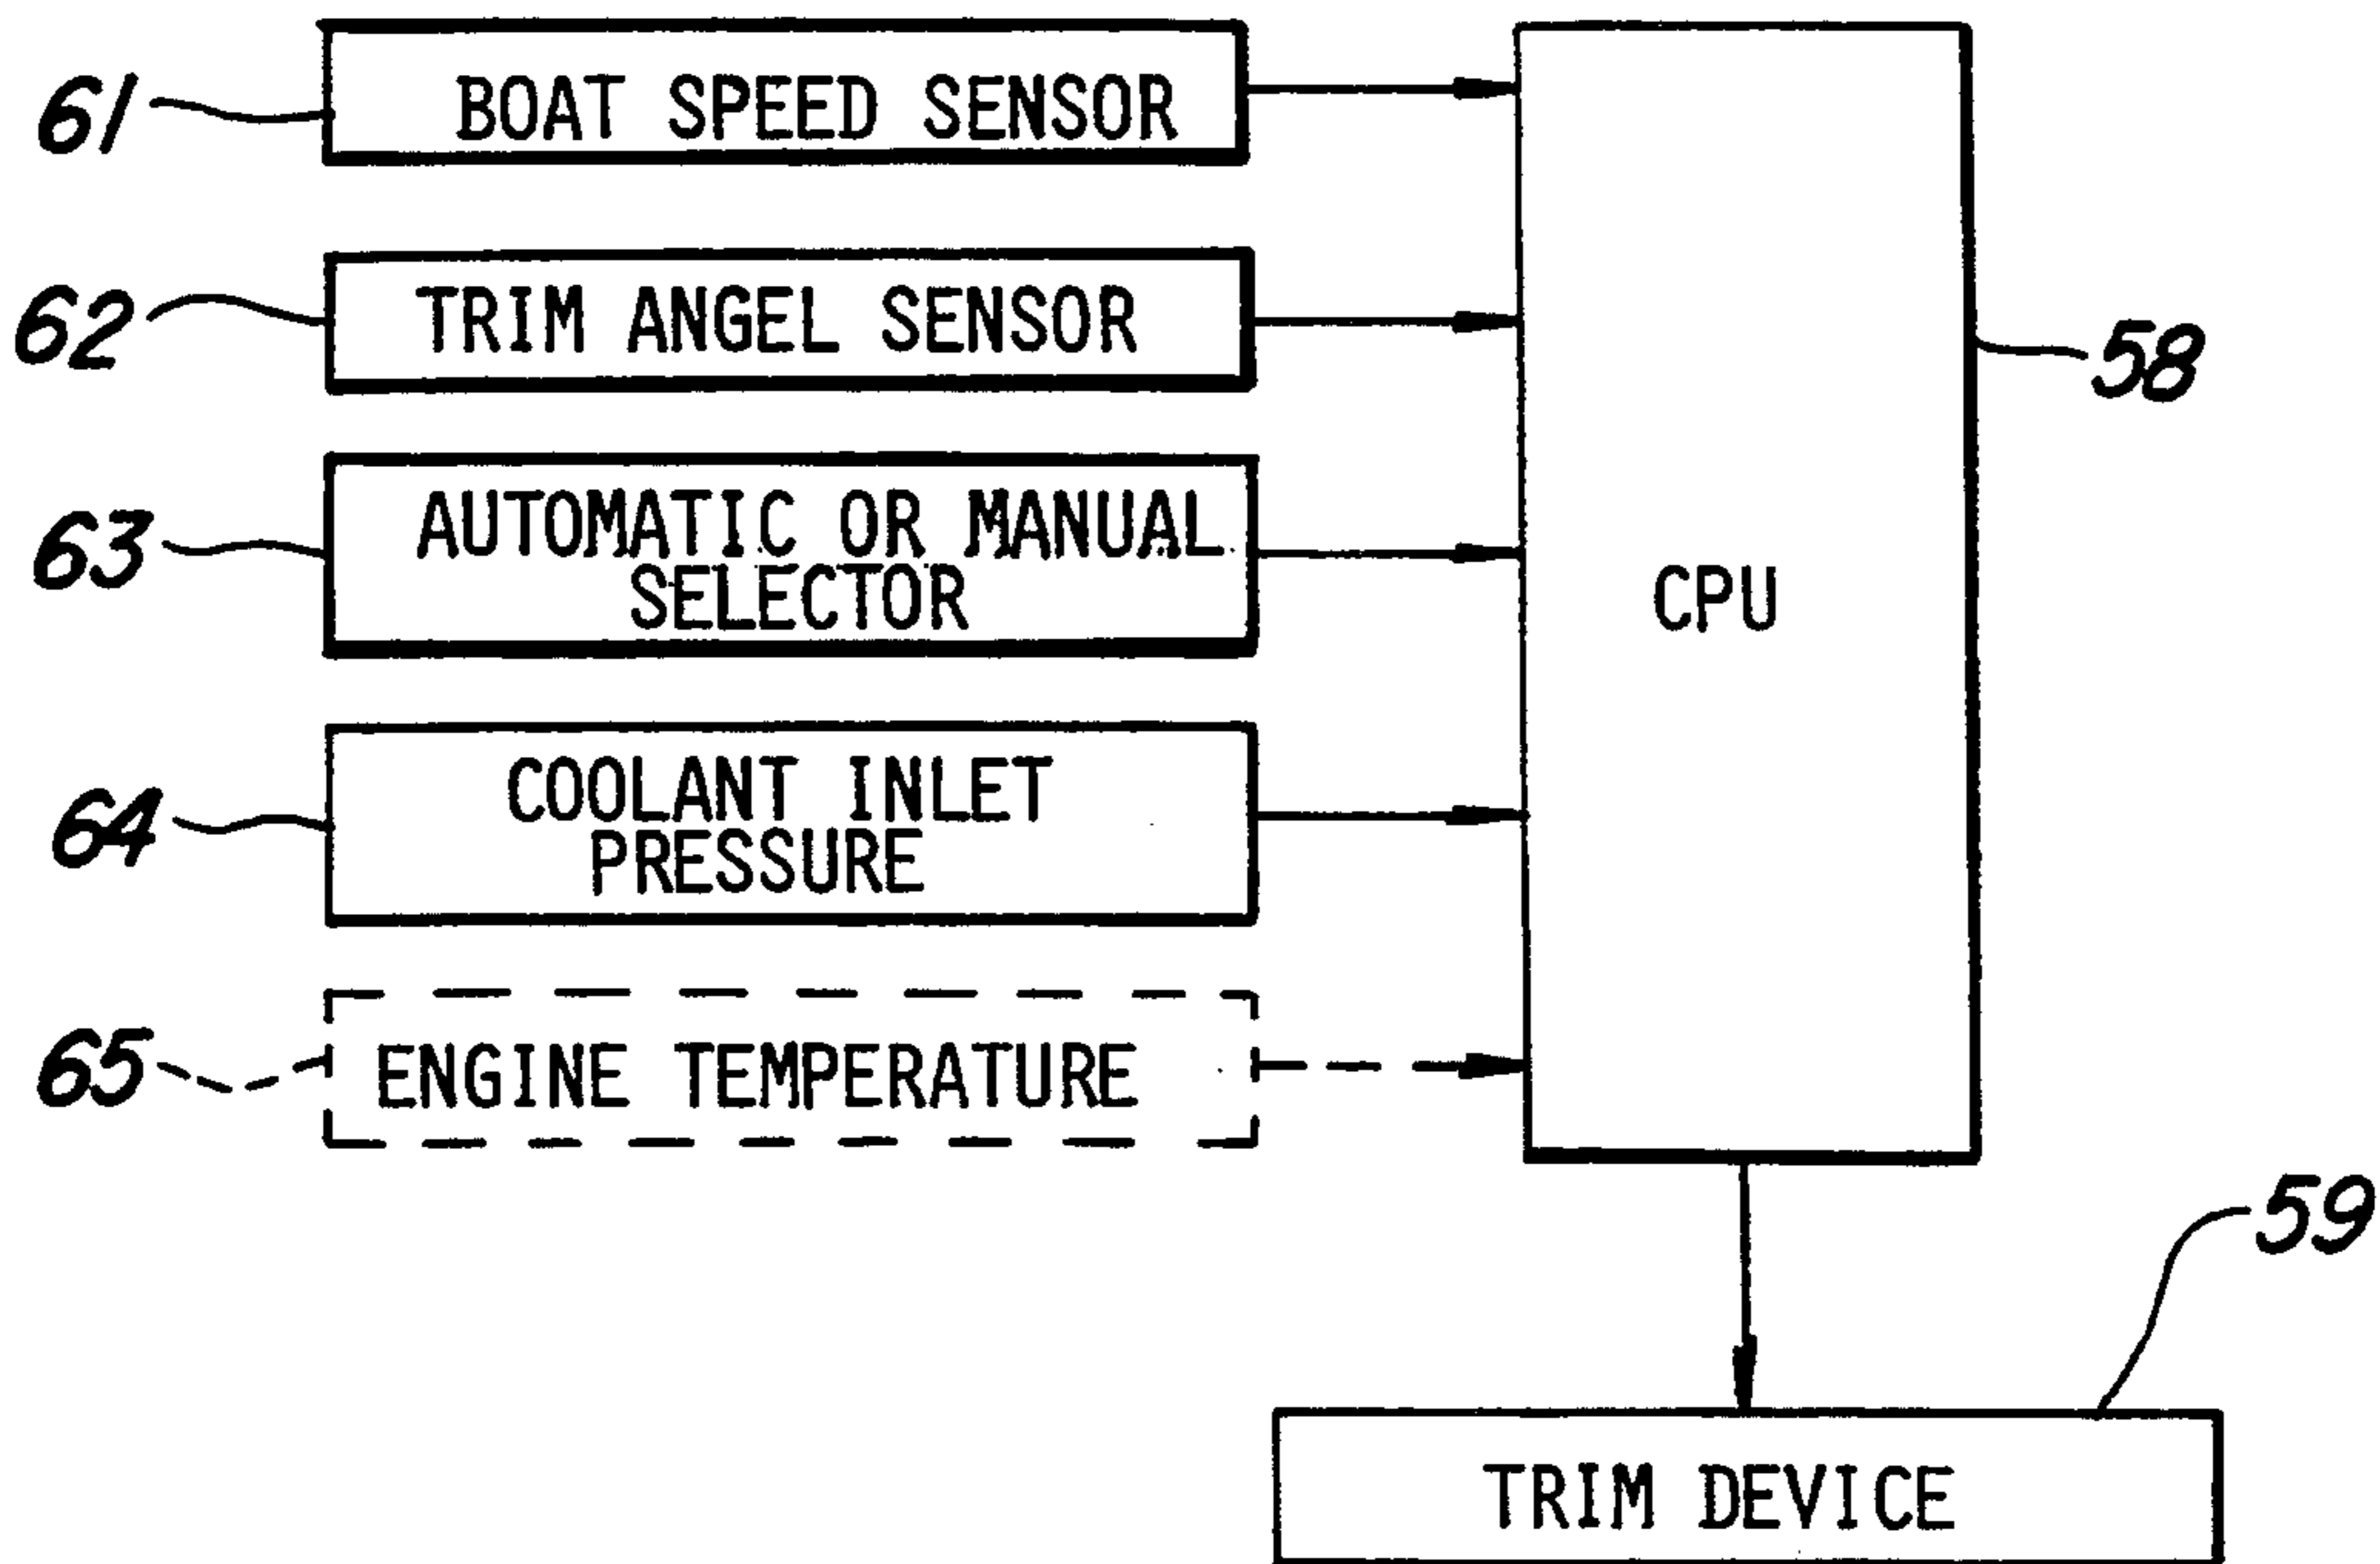 61
BOAT SPEED SENSOR
62
TRIM ANGEL SENSOR
58
63
AUTOMATIC OR MANUAL
SELECTOR
CPU
64
COOLANT INLET
PRESSURE
65
ENGINE TEMPERATURE
59
TRIM DEVICE